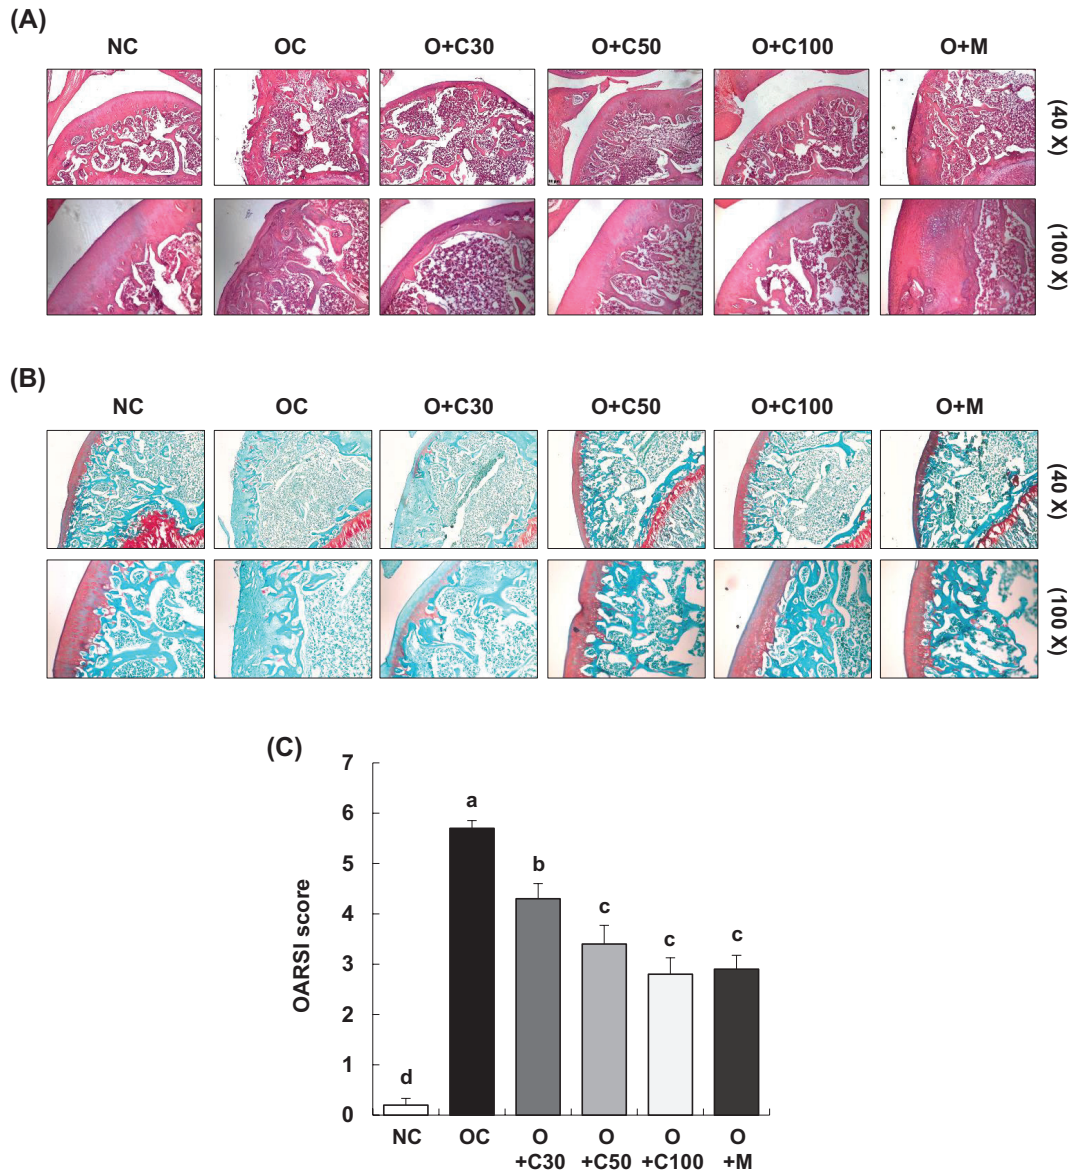 (A)
NC OC O+C30 O+C50 O+C100 O+M
(40 X)
(100 X)
(B)
NC OC O+C30 O+C50 O+C100 O+M
(40 X)
(100 X)
(C)
OARSI score
7
6
5
4
3
2
1
0
d a b c c c
NC OC O O O O
+C30 +C50 +C100 +M